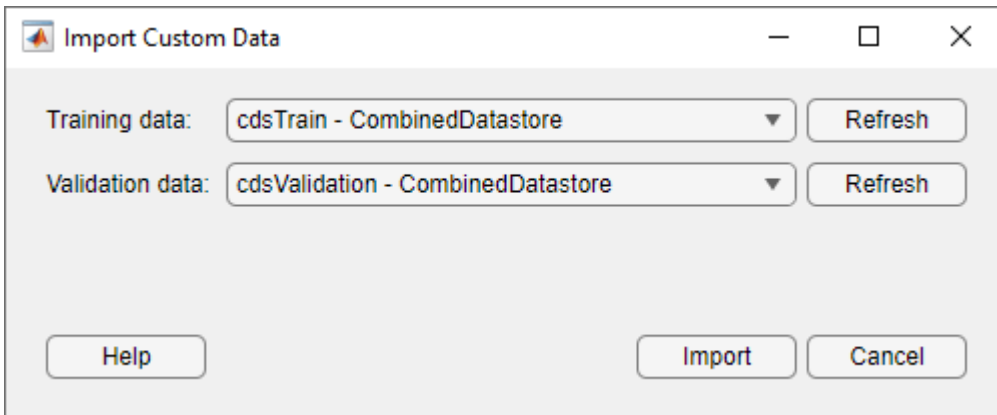 Import Custom Data
Training data: cdsTrain - CombinedDatastore Refresh
Validation data: cdsValidation - CombinedDatastore Refresh
Help Import Cancel